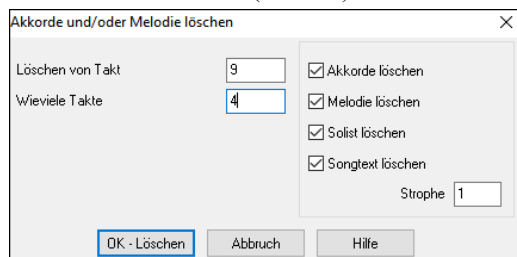 Akkorde und/oder Melodie löschen
Löschen von Takt 9
Wieviele Takte 4
Akkorde löschen
Melodie löschen
Solist löschen
Songtext löschen
Strophe 1
OK - Löschen Abbruch Hilfe